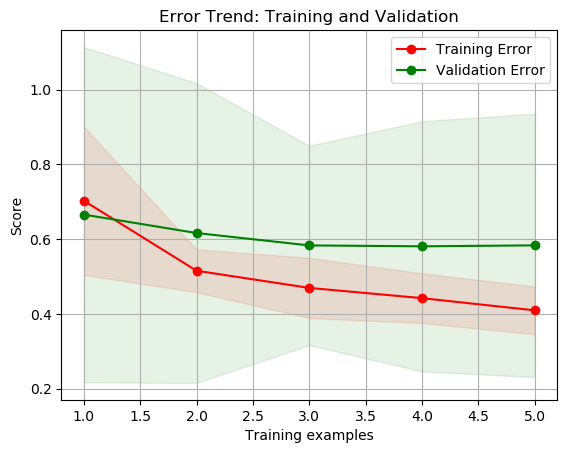 Error Trend: Training and Validation
Training Error
Validation Error
Score
1.0
0.8
0.6
0.4
0.2
1.0 1.5 2.0 2.5 3.0 3.5 4.0 4.5 5.0
Training examples